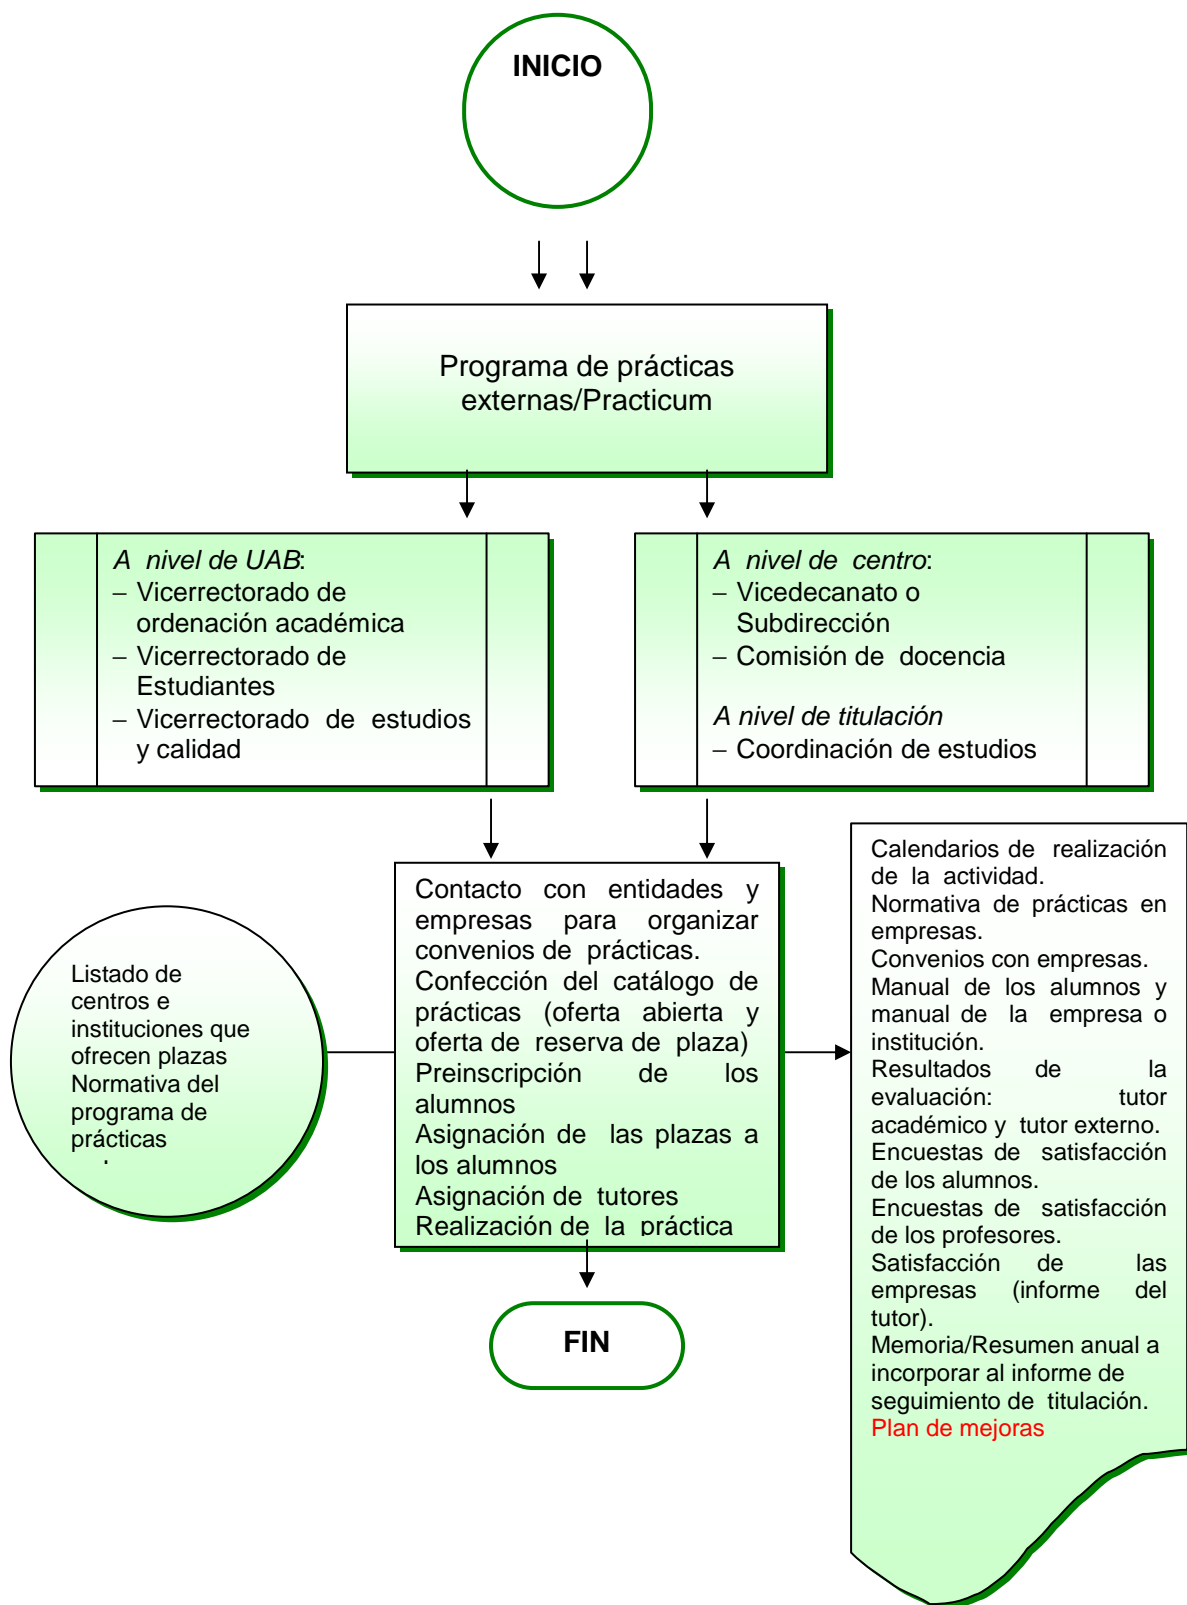 INICIO
Programa de prácticas
externas/Practicum
A nivel de UAB:
– Vicerrectorado de
ordenación académica
– Vicerrectorado de
Estudiantes
– Vicerrectorado de estudios
y calidad
A nivel de centro:
– Vicedecanato o
Subdirección
– Comisión de docencia
A nivel de titulación
– Coordinación de estudios
Listado de
centros e
instituciones que
ofrecen plazas
Normativa del
programa de
prácticas
Contacto con entidades y
empresas para organizar
convenios de prácticas.
Confección del catálogo de
prácticas (oferta abierta y
oferta de reserva de plaza)
Preinscripción de los
alumnos
Asignación de las plazas a
los alumnos
Asignación de tutores
Realización de la práctica
Calendarios de realización
de la actividad.
Normativa de prácticas en
empresas.
Convenios con empresas.
Manual de los alumnos y
manual de la empresa o
institución.
Resultados de la
evaluación: tutor
académico y tutor externo.
Encuestas de satisfacción
de los alumnos.
Encuestas de satisfacción
de los profesores.
Satisfacción de las
empresas (informe del
tutor).
Memoria/Resumen anual a
incorporar al informe de
seguimiento de titulación.
Plan de mejoras
FIN